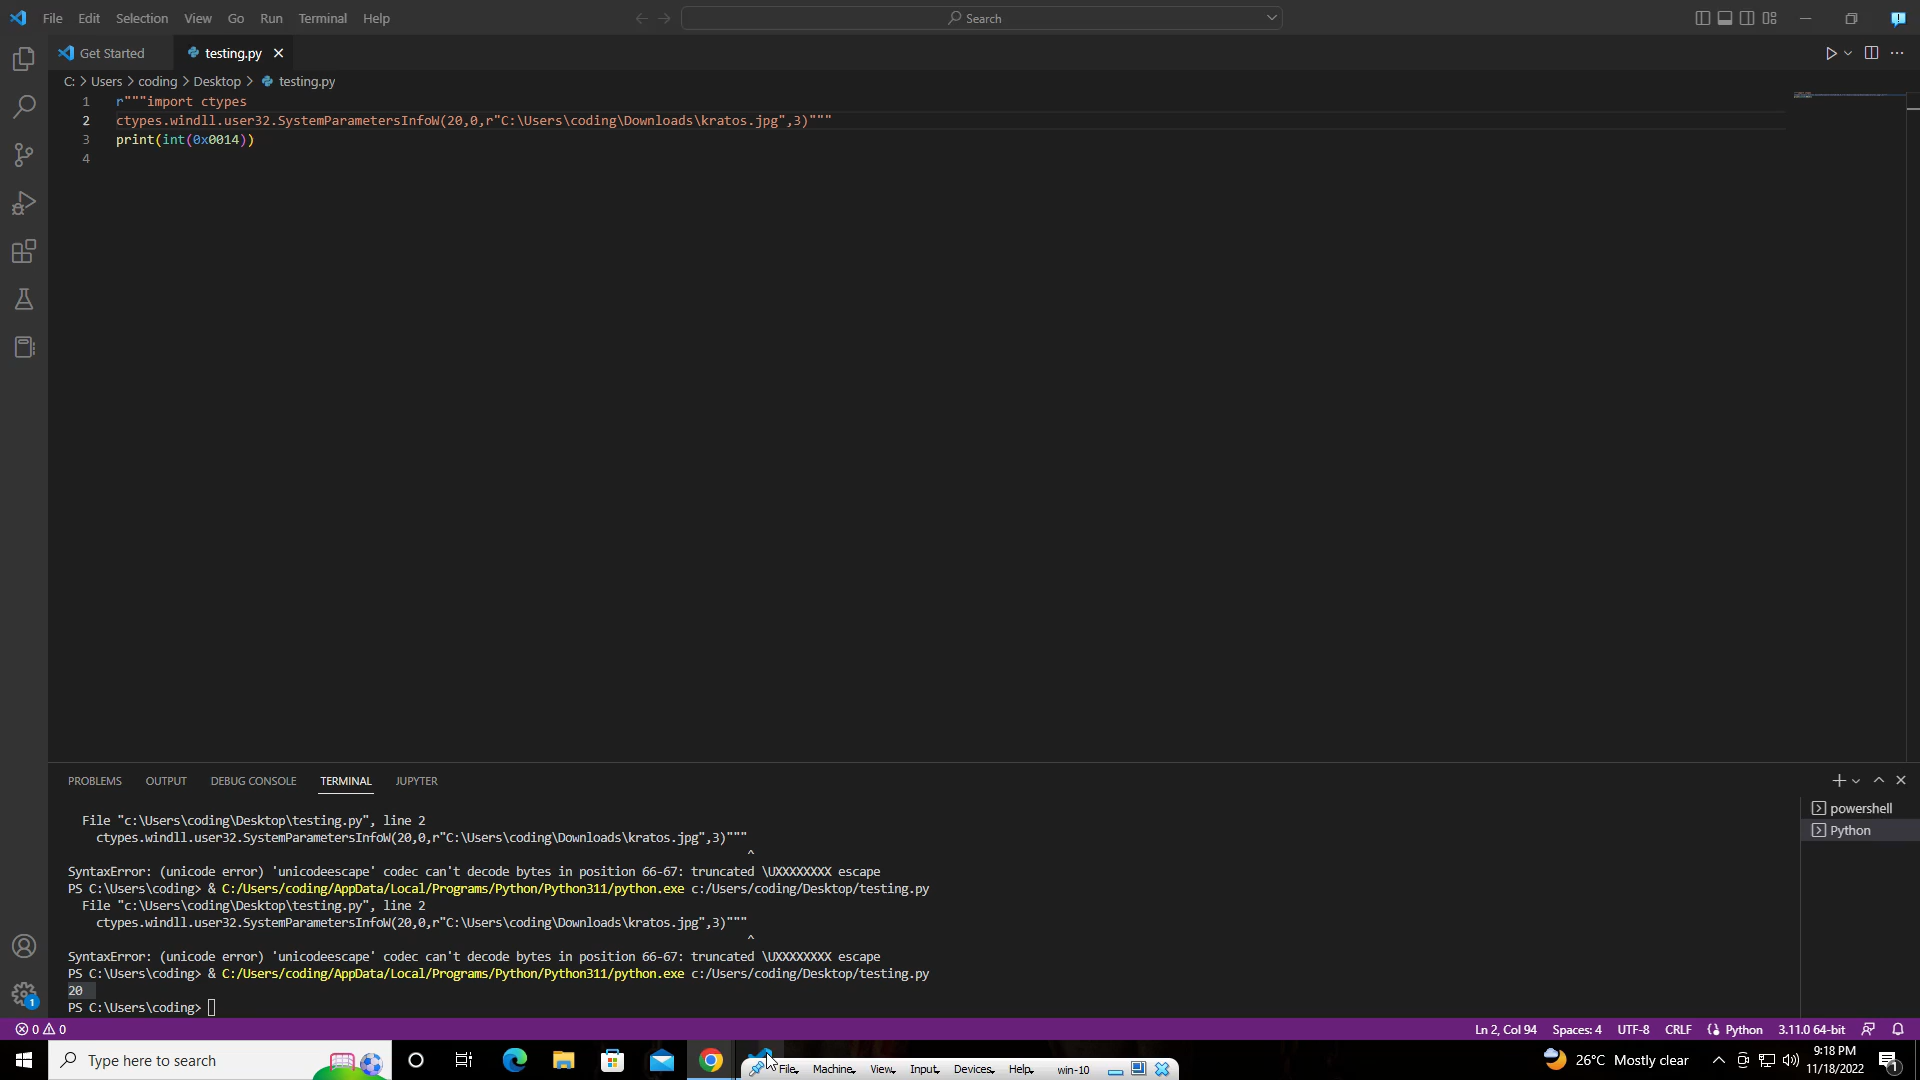 File Edit Selection View Go Run Terminal Help
Search
Get Started testing.py
C: > Users > coding > Desktop > testing.py
1 r"""import ctypes
2 ctypes.windll.user32.SystemParametersInfoW(20,0,r"C:\Users\coding\Downloads\kratos.jpg",3)"""
3 print(int(0x0014))
4
PROBLEMS OUTPUT DEBUG CONSOLE TERMINAL JUPYTER
powershell
Python
File "c:\Users\coding\Desktop\testing.py", line 2
ctypes.windll.user32.SystemParametersInfoW(20,0,r"C:\Users\coding\Downloads\kratos.jpg",3)"""
^
SyntaxError: (unicode error) 'unicodeescape' codec can't decode bytes in position 66-67: truncated \UXXXXXXXX escape
PS C:\Users\coding> & C:/Users/coding/AppData/Local/Programs/Python/Python311/python.exe c:/Users/coding/Desktop/testing.py
File "c:\Users\coding\Desktop\testing.py", line 2
ctypes.windll.user32.SystemParametersInfoW(20,0,r"C:\Users\coding\Downloads\kratos.jpg",3)"""
^
SyntaxError: (unicode error) 'unicodeescape' codec can't decode bytes in position 66-67: truncated \UXXXXXXXX escape
PS C:\Users\coding> & C:/Users/coding/AppData/Local/Programs/Python/Python311/python.exe c:/Users/coding/Desktop/testing.py
20
PS C:\Users\coding>
1
0 0 Ln 2, Col 94 Spaces: 4 UTF-8 CRLF Python 3.11.0 64-bit
Type here to search
File Machine View Input Devices Help win-10
26°C Mostly clear
9:18 PM
11/18/2022
1